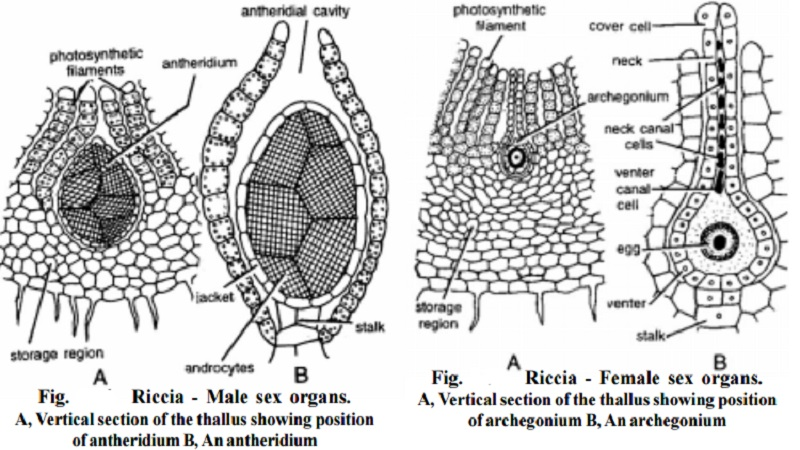 antheridial cavity
photosynthetic
filaments
antheridium
jacket
stalk
storage region
androcytes
A
B
Fig. Riccia - Male sex organs.
A, Vertical section of the thallus showing position
of antheridium B, An antheridium
photosynthetic
filament
cover cell
neck
archegonium
neck canal
cells
venter
canal
cell
egg
storage
region
venter
stalk
A
B
Fig. Riccia - Female sex organs.
A, Vertical section of the thallus showing position
of archegonium B, An archegonium